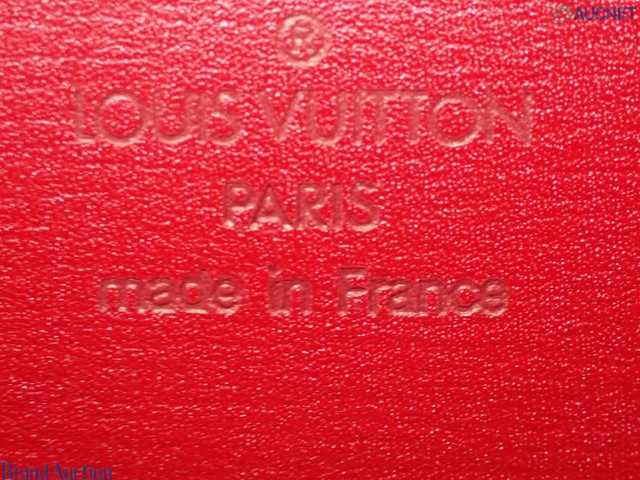 AUCNET
®
LOUIS VUITTON
PARIS
made in France
Brand Auction